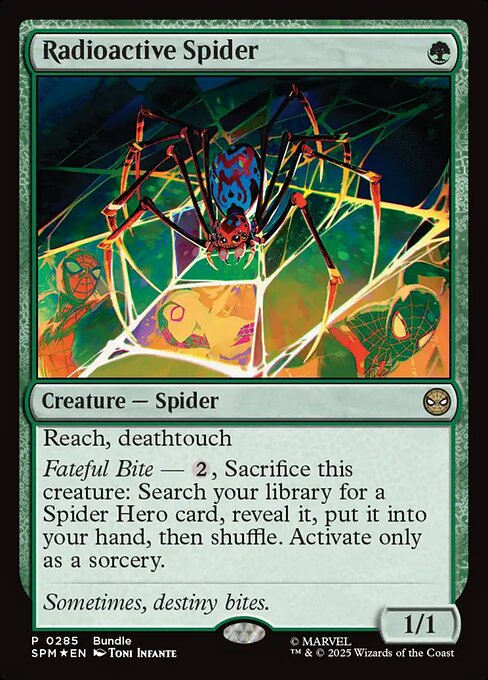 Radioactive Spider
Creature — Spider
Reach, deathtouch
Fateful Bite — 2, Sacrifice this
creature: Search your library for a
Spider Hero card, reveal it, put it into
your hand, then shuffle. Activate only
as a sorcery.
Sometimes, destiny bites.
1/1
P 0285 Bundle
SPM★EN Toni Infante
© MARVEL
™ & © 2025 Wizards of the Coast